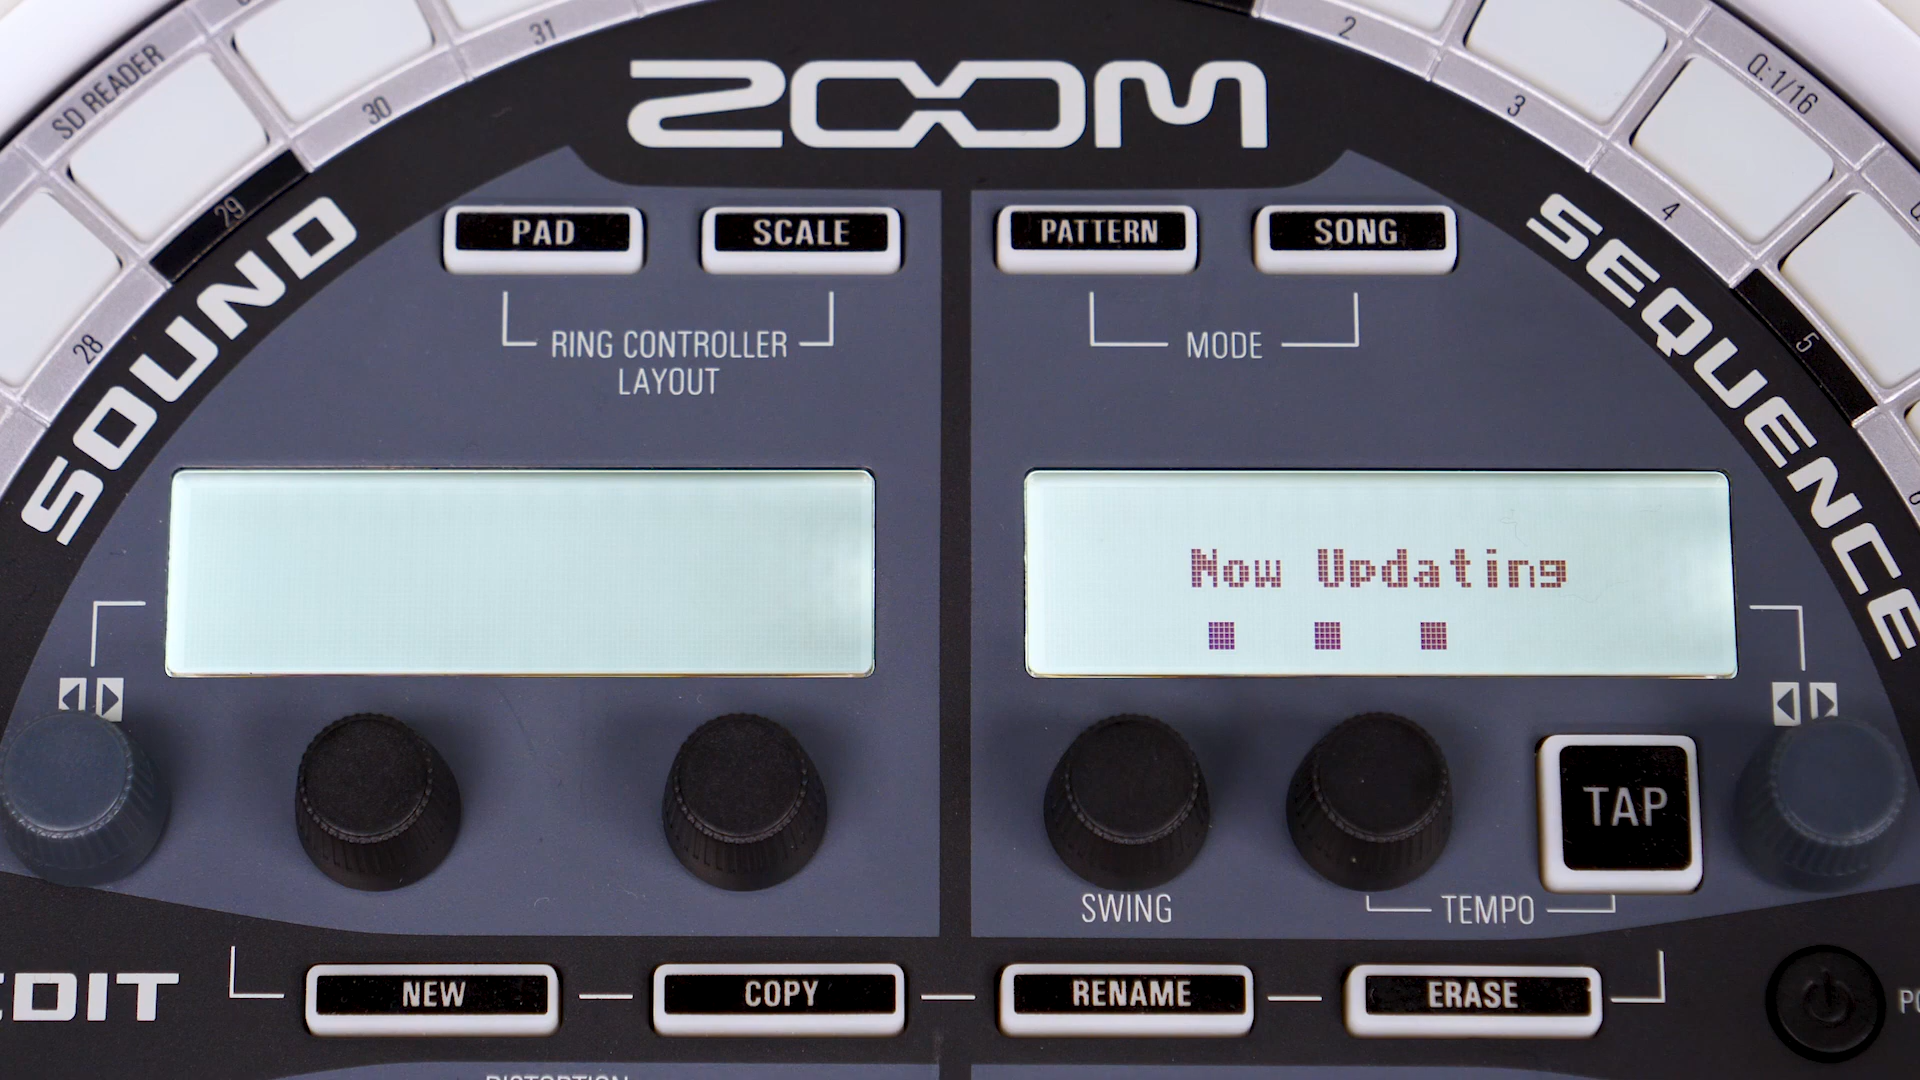 ZOOM
SD READER
31
30
29
28
2
3
4
5
Q:1/16
SOUND
SEQUENCE
PAD
SCALE
PATTERN
SONG
RING CONTROLLER
LAYOUT
MODE
Now Updating
TAP
SWING
TEMPO
EDIT
NEW
COPY
RENAME
ERASE
DISTORTION